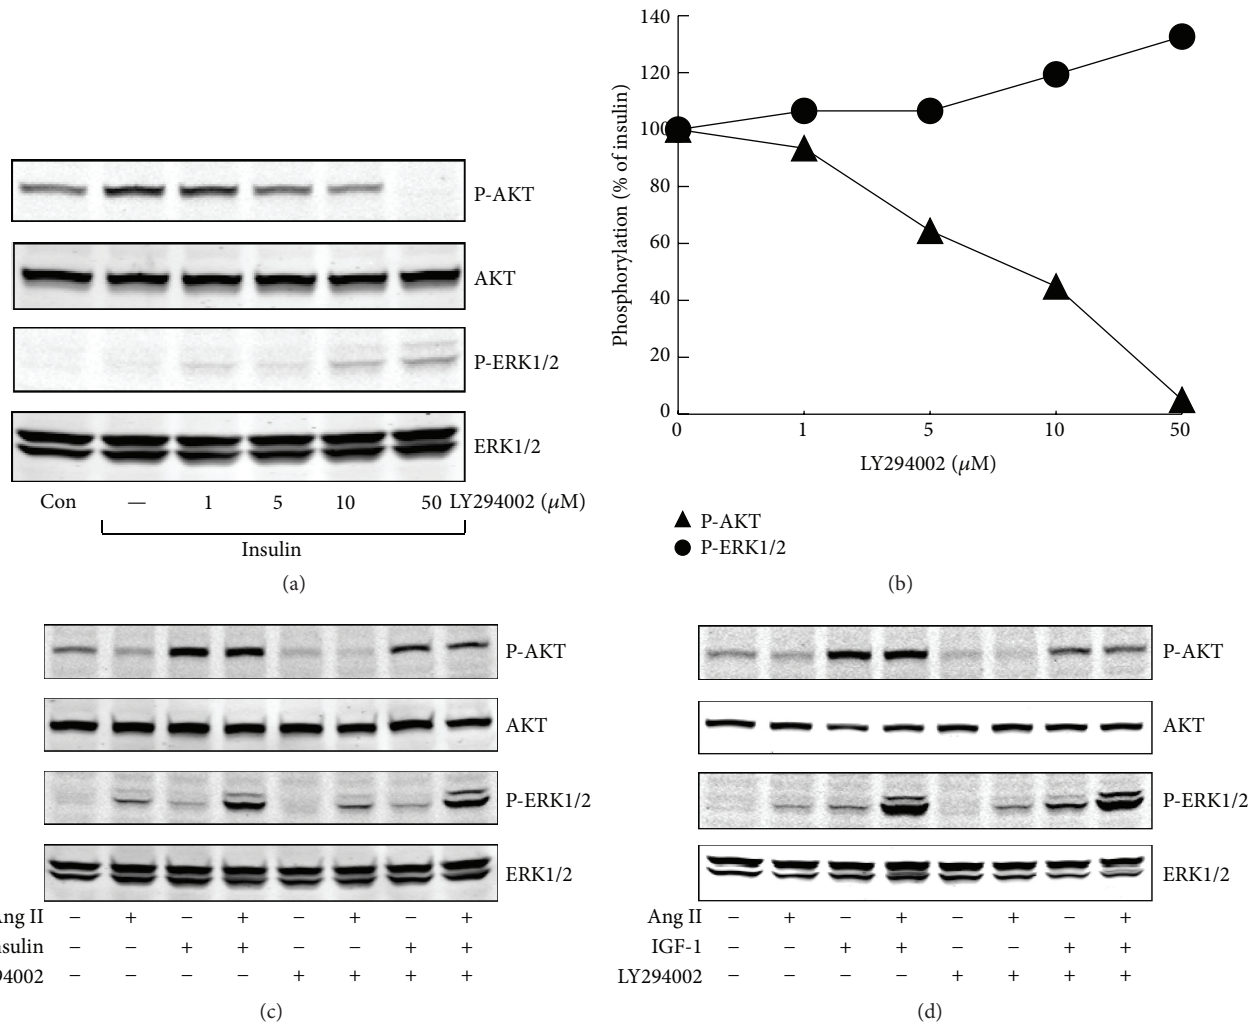 P-AKT
AKT
P-ERK1/2
ERK1/2
Con — 1 5 10 50 LY294002 (μM)
Insulin
(a)
Phosphorylation (% of insulin)
140
120
100
80
60
40
20
0
0 1 5 10 50
LY294002 (μM)
P-AKT
P-ERK1/2
(b)
P-AKT
AKT
P-ERK1/2
ERK1/2
Ang II − + − + − + − +
nsulin − − + + − − + +
94002 − − − − + + + +
(c)
P-AKT
AKT
P-ERK1/2
ERK1/2
Ang II − + − + − + − +
IGF-1 − − + + − − + +
LY294002 − − − − + + + +
(d)